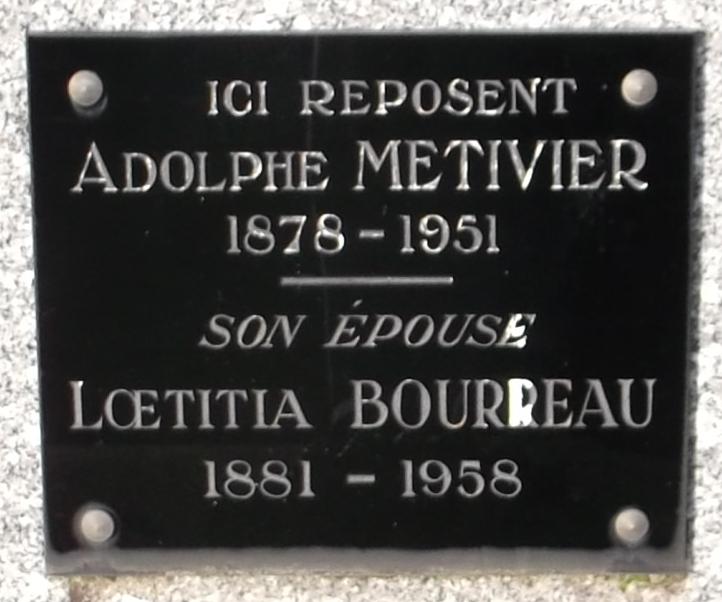 ICI REPOSENT
ADOLPHE METIVIER
1878 - 1951
SON ÉPOUSE
LŒTITIA BOURREAU
1881 - 1958